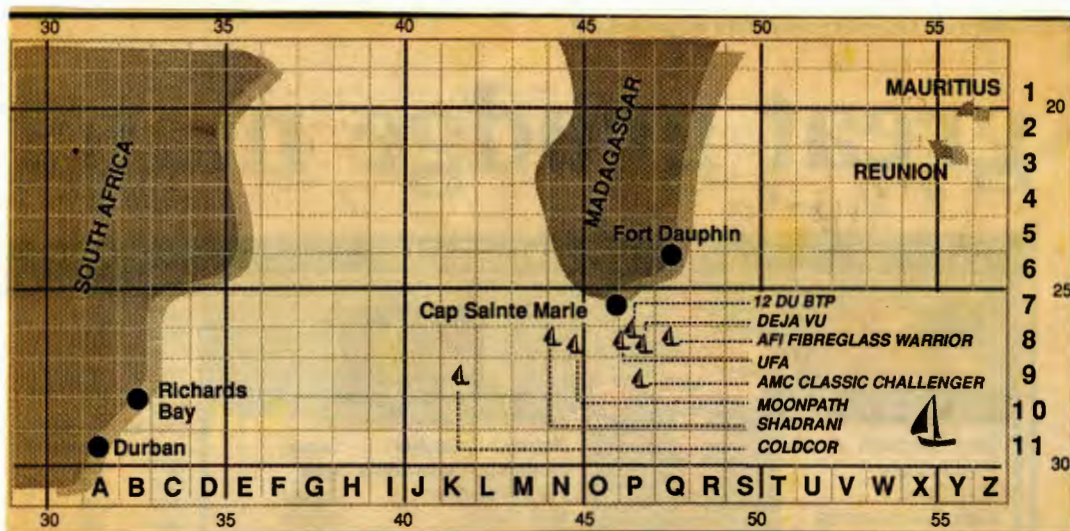 30 35 40 45 50 55
SOUTH AFRICA
MADAGASCAR
MAURITIUS
REUNION
1
20
2
3
4
5
6
25
7
8
9
10
11
30
Fort Dauphin
Cap Sainte Marie
12 DU BTP
DEJA VU
AFI FIBREGLASS WARRIOR
UFA
AMC CLASSIC CHALLENGER
MOONPATH
SHADRANI
COLDCOR
Richards
Bay
Durban
A B C D E F G H I J K L M N O P Q R S T U V W X Y Z
30 35 40 45 50 55